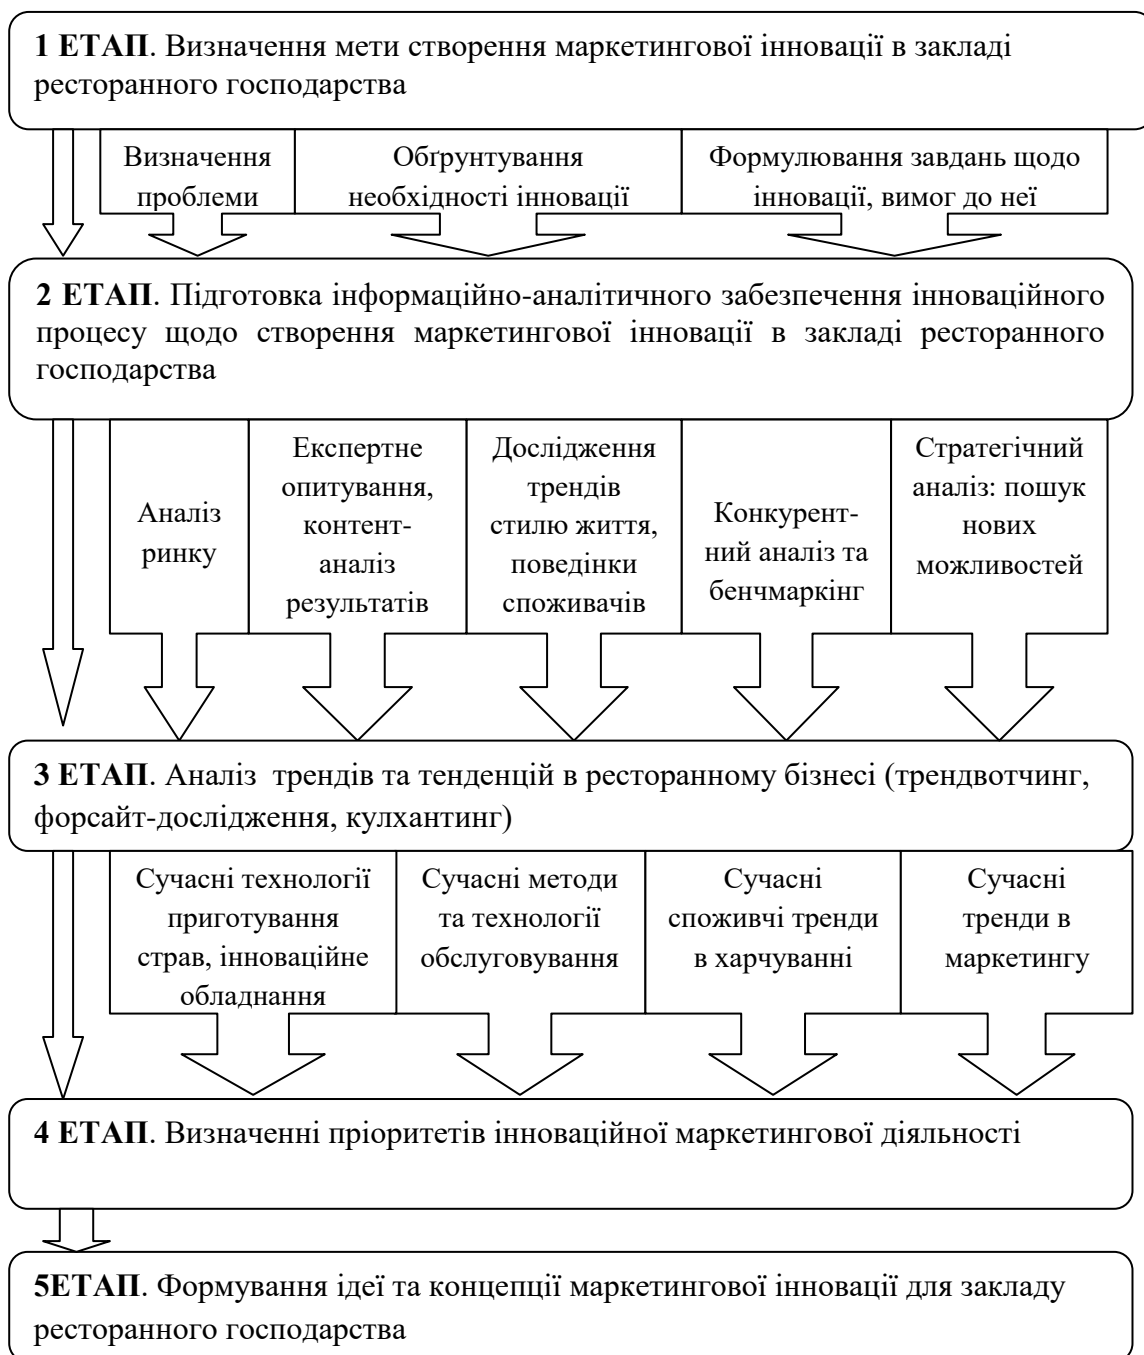 1 ЕТАП. Визначення мети створення маркетингової інновації в закладі
ресторанного господарства
Визначення
проблеми
Обґрунтування
необхідності інновації
Формулювання завдань щодо
інновації, вимог до неї
2 ЕТАП. Підготовка інформаційно-аналітичного забезпечення інноваційного
процесу щодо створення маркетингової інновації в закладі ресторанного
господарства
Аналіз
ринку
Експертне
опитування,
контент-
аналіз
результатів
Дослідження
трендів
стилю життя,
поведінки
споживачів
Конкурент-
ний аналіз та
бенчмаркінг
Стратегічний
аналіз: пошук
нових
можливостей
3 ЕТАП. Аналіз трендів та тенденцій в ресторанному бізнесі (трендвотчинг,
форсайт-дослідження, кулхантинг)
Сучасні технології
приготування
страв, інноваційне
обладнання
Сучасні методи
та технології
обслуговування
Сучасні
споживчі тренди
в харчуванні
Сучасні
тренди в
маркетингу
4 ЕТАП. Визначенні пріоритетів інноваційної маркетингової діяльності
5ЕТАП. Формування ідеї та концепції маркетингової інновації для закладу
ресторанного господарства